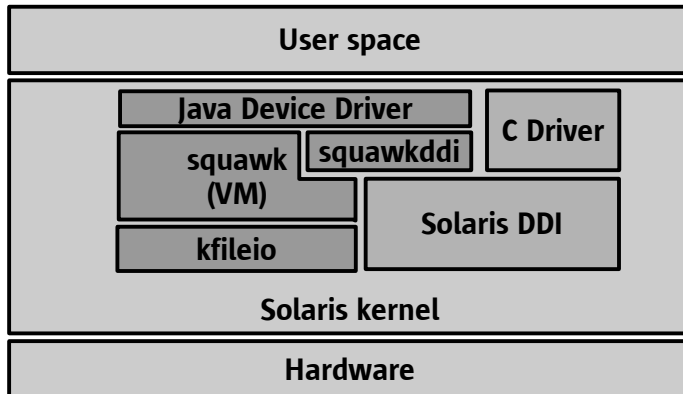 User space
Java Device Driver
C Driver
squawkddi
squawk
(VM)
Solaris DDI
kfileio
Solaris kernel
Hardware